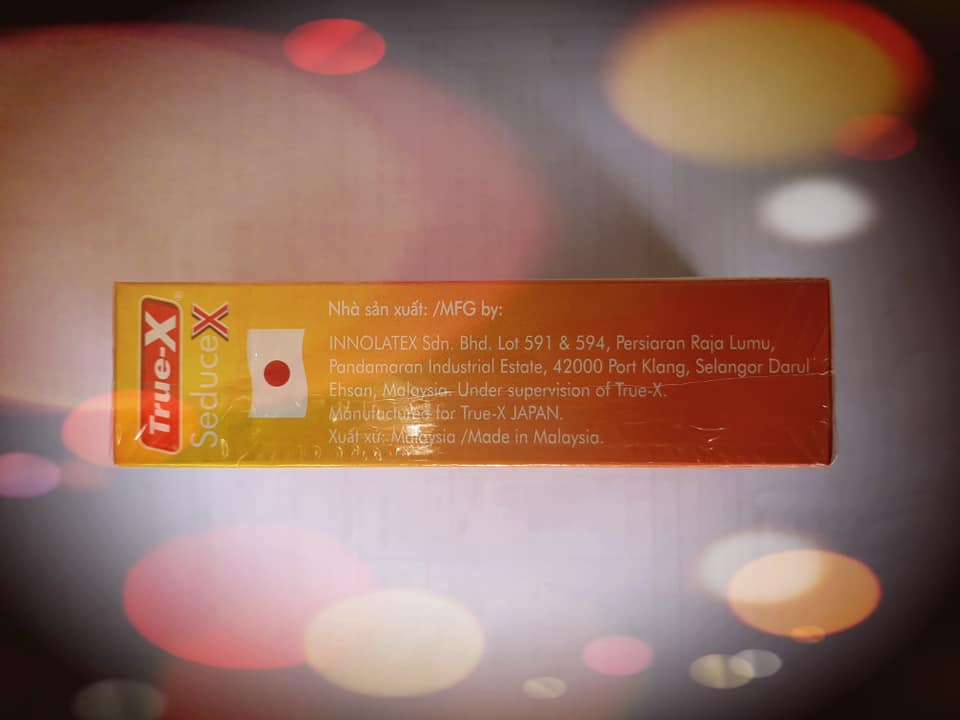 True-X®
SeduceX
Nhà sản xuất: /MFG by:
INNOLATEX Sdn. Bhd. Lot 591 & 594, Persiaran Raja Lumu,
Pandamaran Industrial Estate, 42000 Port Klang, Selangor Darul
Ehsan, Malaysia. Under supervision of True-X.
Manufactured for True-X JAPAN.
Xuất xứ: Malaysia /Made in Malaysia.